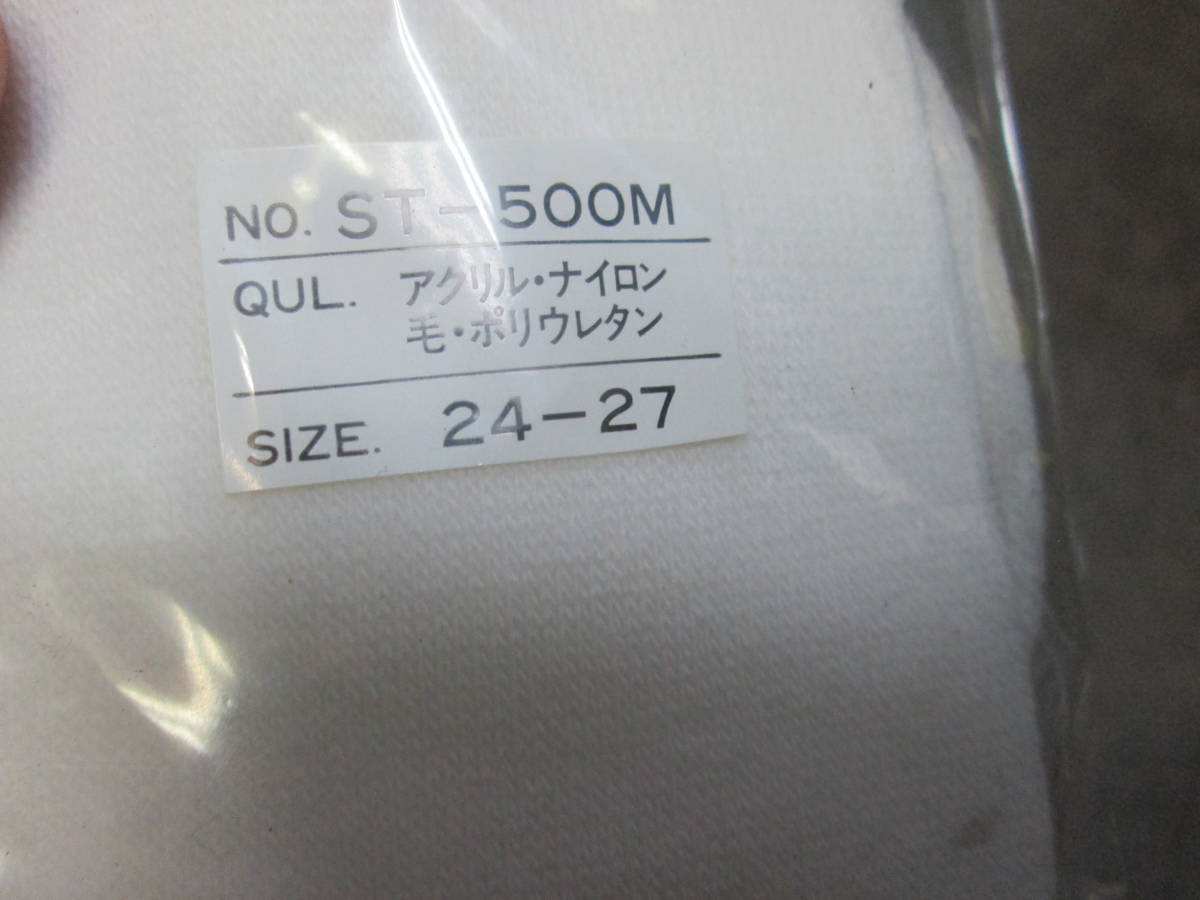 NO. ST-500M
QUL. アクリル・ナイロン
毛・ポリウレタン
SIZE. 24-27